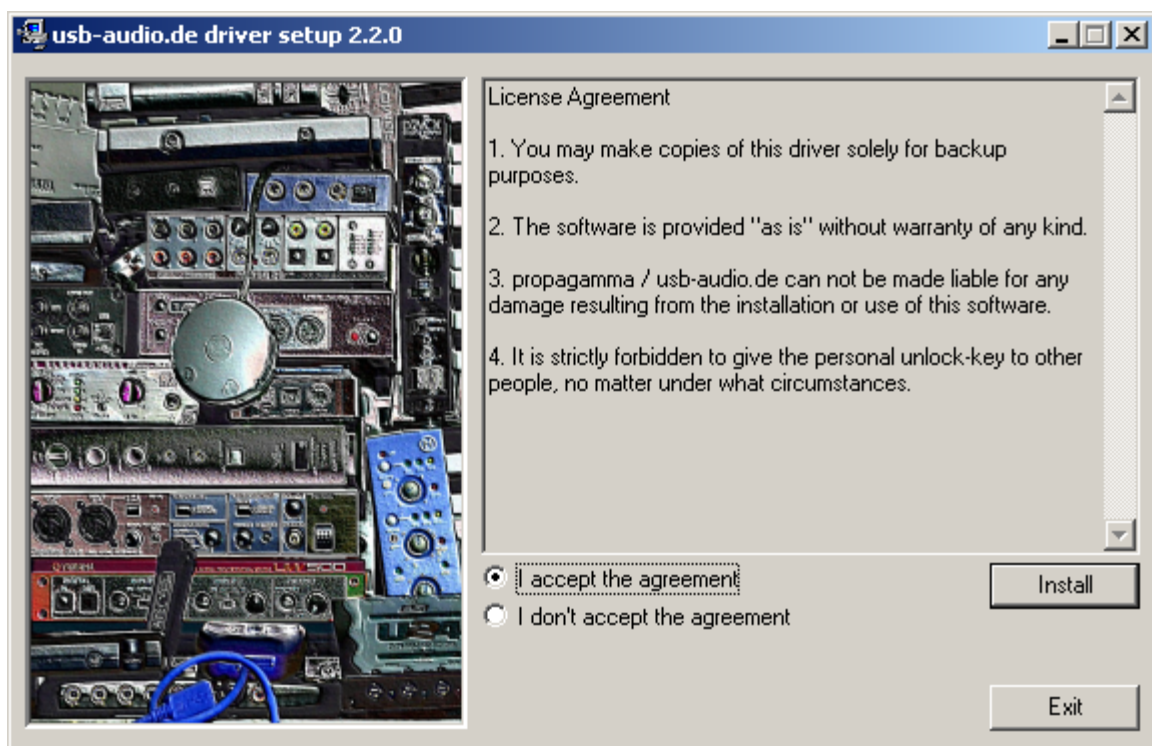 usb-audio.de driver setup 2.2.0
License Agreement
1. You may make copies of this driver solely for backup
purposes.
2. The software is provided "as is" without warranty of any kind.
3. propagamma / usb-audio.de can not be made liable for any
damage resulting from the installation or use of this software.
4. It is strictly forbidden to give the personal unlock-key to other
people, no matter under what circumstances.
I accept the agreement
I don't accept the agreement
Install
Exit
YAMAHA
UW500